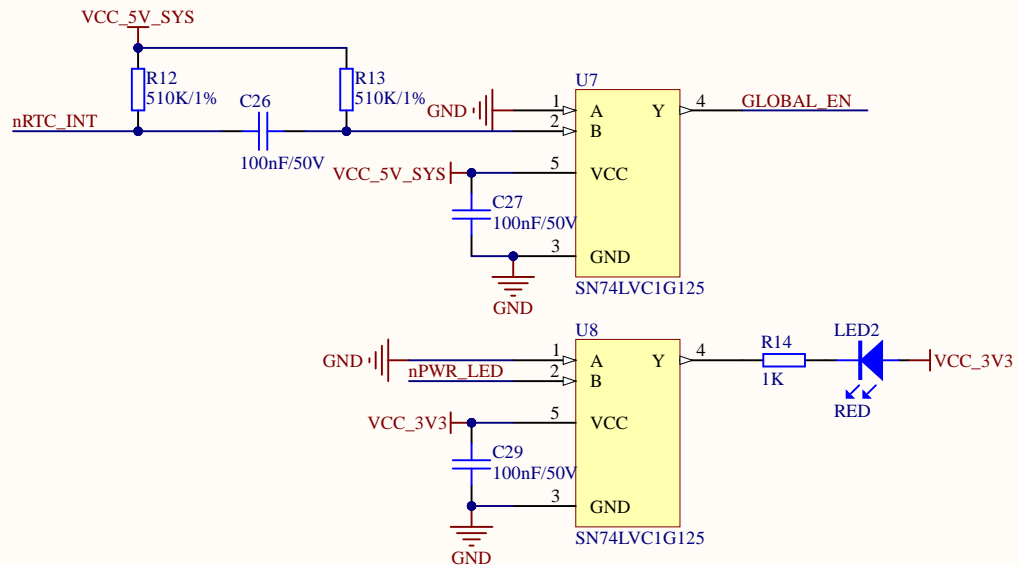 VCC_5V_SYS
R12
510K/1%
R13
510K/1%
C26
100nF/50V
nRTC_INT
U7
GND
1
A
Y
4
GLOBAL_EN
2
B
VCC_5V_SYS
5
VCC
C27
100nF/50V
3
GND
GND
SN74LVC1G125
U8
GND
1
A
Y
4
R14
1K
LED2
RED
VCC_3V3
nPWR_LED
2
B
VCC_3V3
5
VCC
C29
100nF/50V
3
GND
GND
SN74LVC1G125